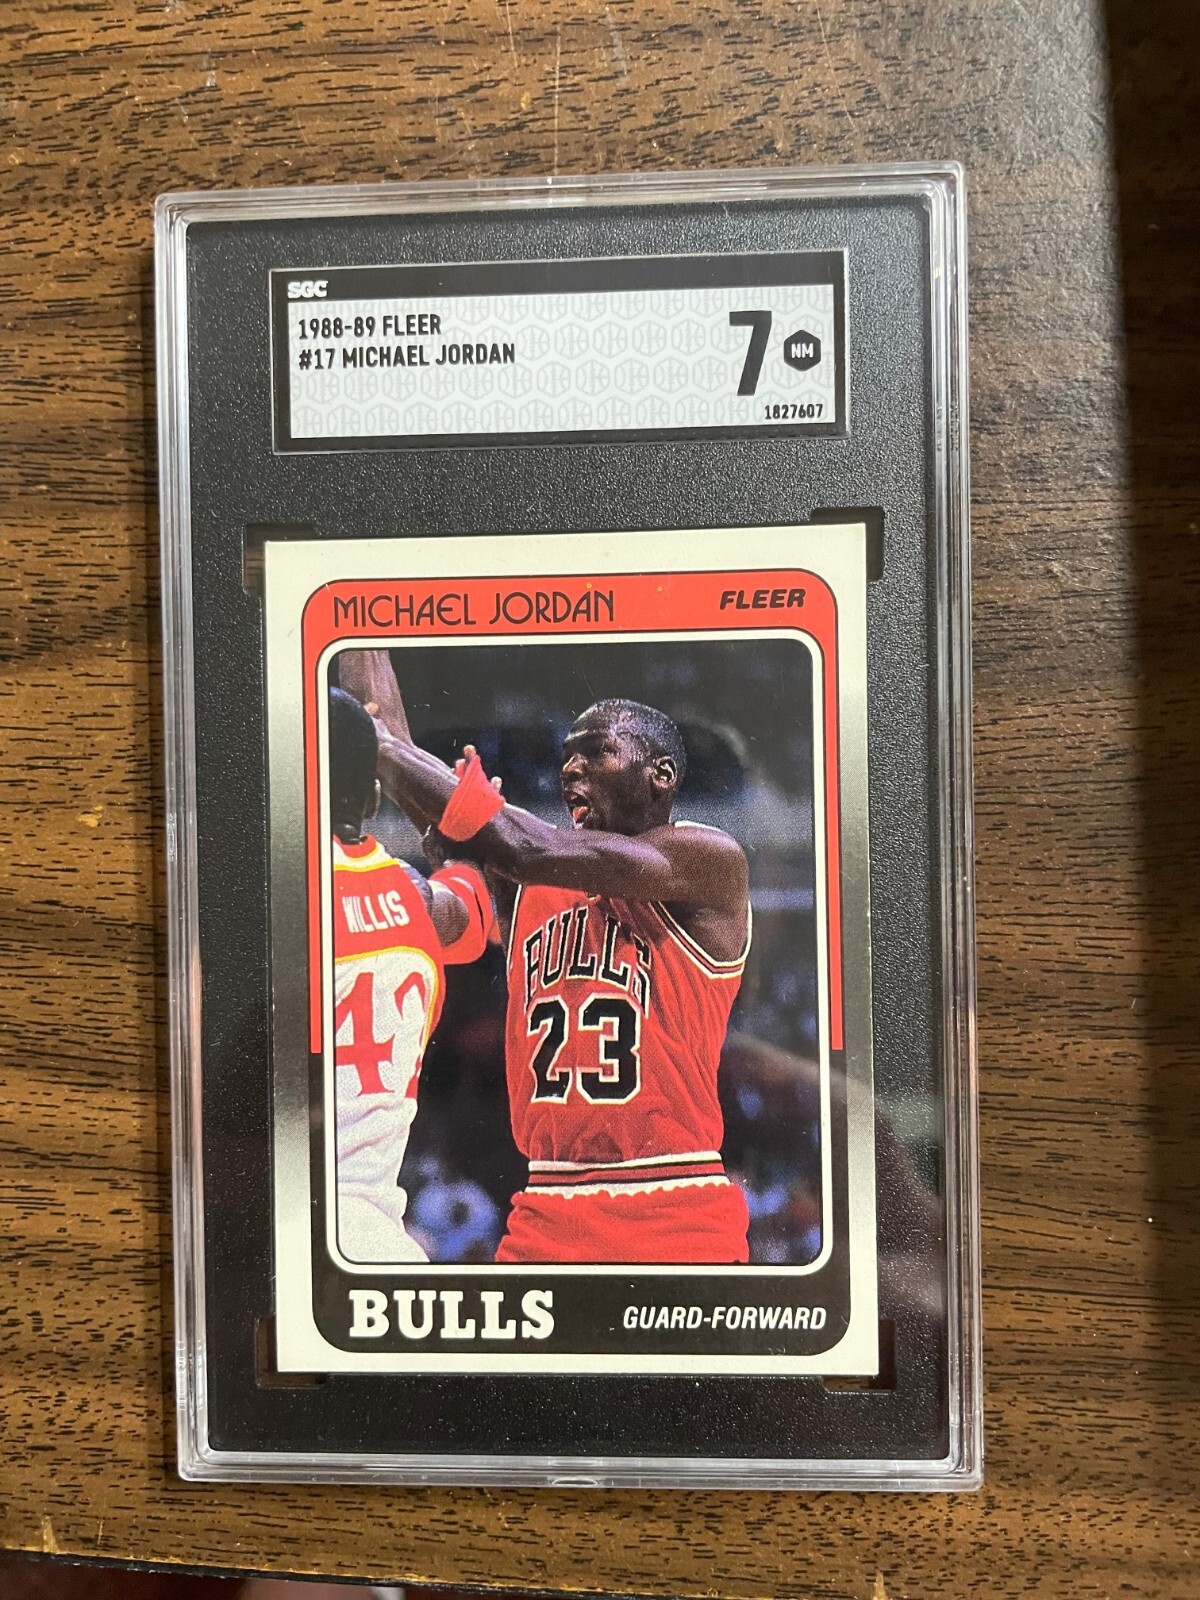 SGC
1988-89 FLEER
#17 MICHAEL JORDAN
7 NM
1827607
MICHAEL JORDAN FLEER
WILLIS
42
BULLS
23
BULLS GUARD-FORWARD